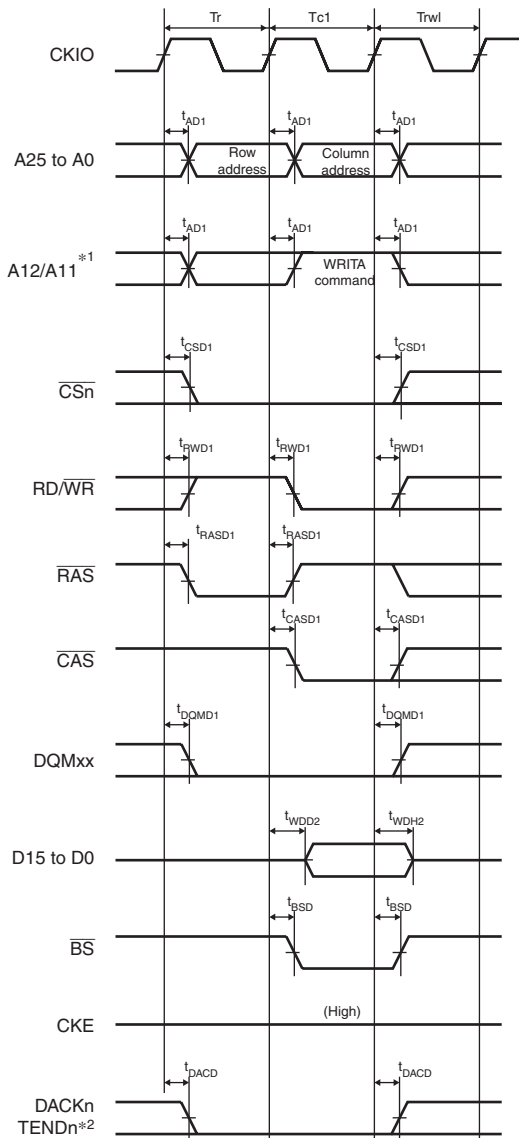 Tr Tc1 Trwl
CKIO
tAD1 tAD1 tAD1
A25 to A0
Row address
Column address
tAD1 tAD1 tAD1
A12/A11*1
WRITA command
tCSD1 tCSD1
CSn
tRWD1 tRWD1 tRWD1
RD/WR
tRASD1 tRASD1
RAS
tCASD1 tCASD1
CAS
tDQMD1 tDQMD1
DQMxx
tWDD2 tWDH2
D15 to D0
tBSD tBSD
BS
(High)
CKE
tDACD tDACD
DACKn
TENDn*2